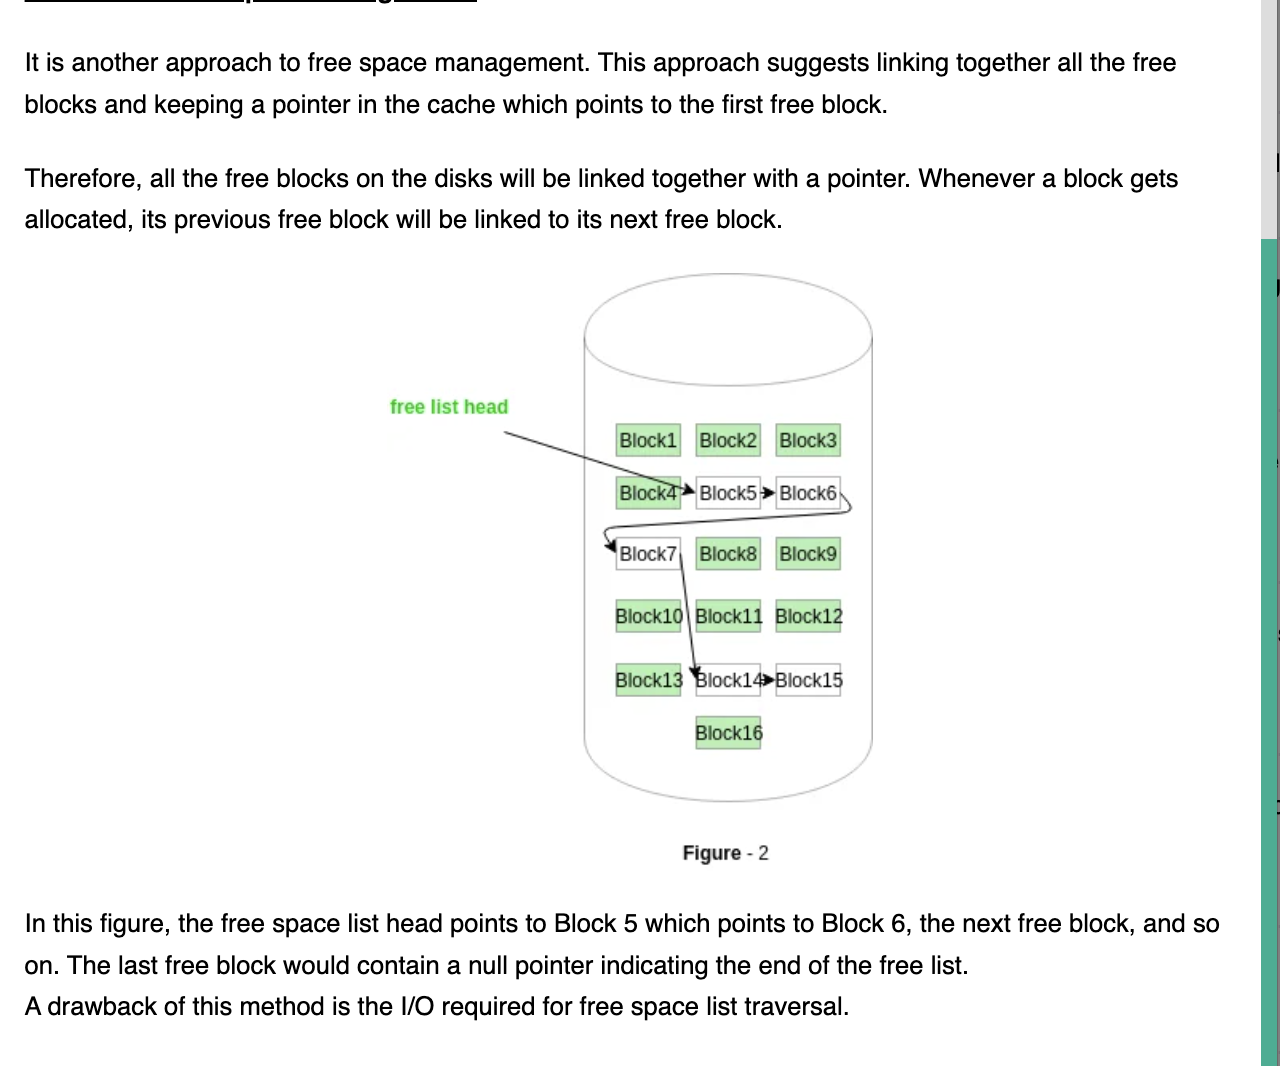 It is another approach to free space management. This approach suggests linking together all the free
blocks and keeping a pointer in the cache which points to the first free block.
Therefore, all the free blocks on the disks will be linked together with a pointer. Whenever a block gets
allocated, its previous free block will be linked to its next free block.
free list head
Block1 Block2 Block3
Block4 Block5 Block6
Block7 Block8 Block9
Block10 Block11 Block12
Block13 Block14 Block15
Block16
Figure - 2
In this figure, the free space list head points to Block 5 which points to Block 6, the next free block, and so
on. The last free block would contain a null pointer indicating the end of the free list.
A drawback of this method is the I/O required for free space list traversal.